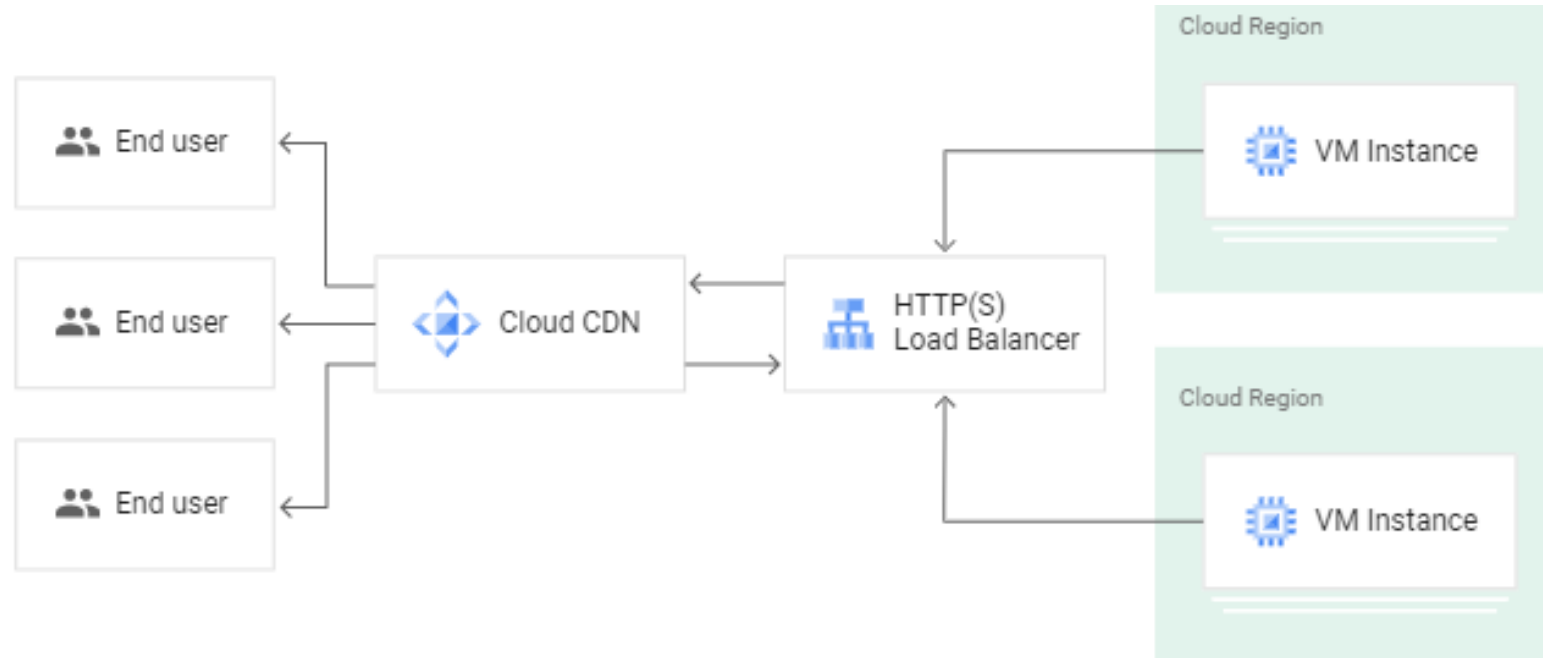 Cloud Region
End user
VM Instance
End user
Cloud CDN
HTTP(S)
Load Balancer
Cloud Region
End user
VM Instance